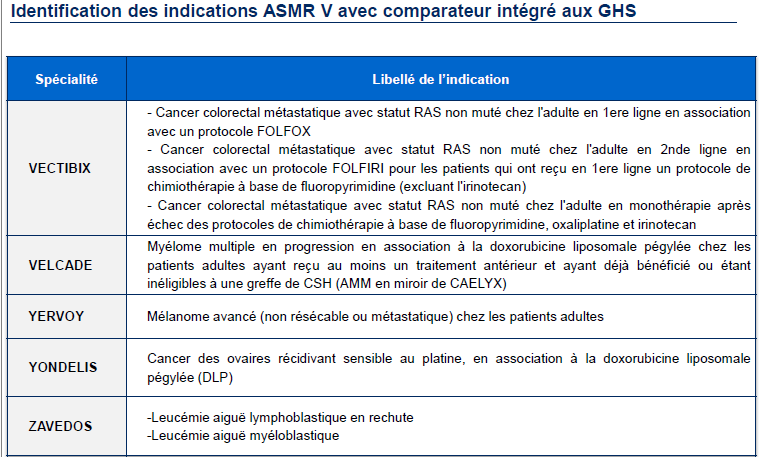 Identification des indications ASMR V avec comparateur intégré aux GHS
Spécialité
Libellé de l'indication
VECTIBIX
- Cancer colorectal métastatique avec statut RAS non muté chez l'adulte en 1ere ligne en association
avec un protocole FOLFOX
- Cancer colorectal métastatique avec statut RAS non muté chez l'adulte en 2nde ligne en
association avec un protocole FOLFIRI pour les patients qui ont reçu en 1ere ligne un protocole de
chimiothérapie à base de fluoropyrimidine (excluant l'irinotecan)
- Cancer colorectal métastatique avec statut RAS non muté chez l'adulte en monothérapie après
échec des protocoles de chimiothérapie à base de fluoropyrimidine, oxaliplatine et irinotecan
VELCADE
Myélome multiple en progression en association à la doxorubicine liposomale pégylée chez les
patients adultes ayant reçu au moins un traitement antérieur et ayant déjà bénéficié ou étant
inéligibles à une greffe de CSH (AMM en miroir de CAELYX)
YERVOY
Mélanome avancé (non résécable ou métastatique) chez les patients adultes
YONDELIS
Cancer des ovaires récidivant sensible au platine, en association à la doxorubicine liposomale
pégylée (DLP)
ZAVEDOS
-Leucémie aiguë lymphoblastique en rechute
-Leucémie aiguë myéloblastique